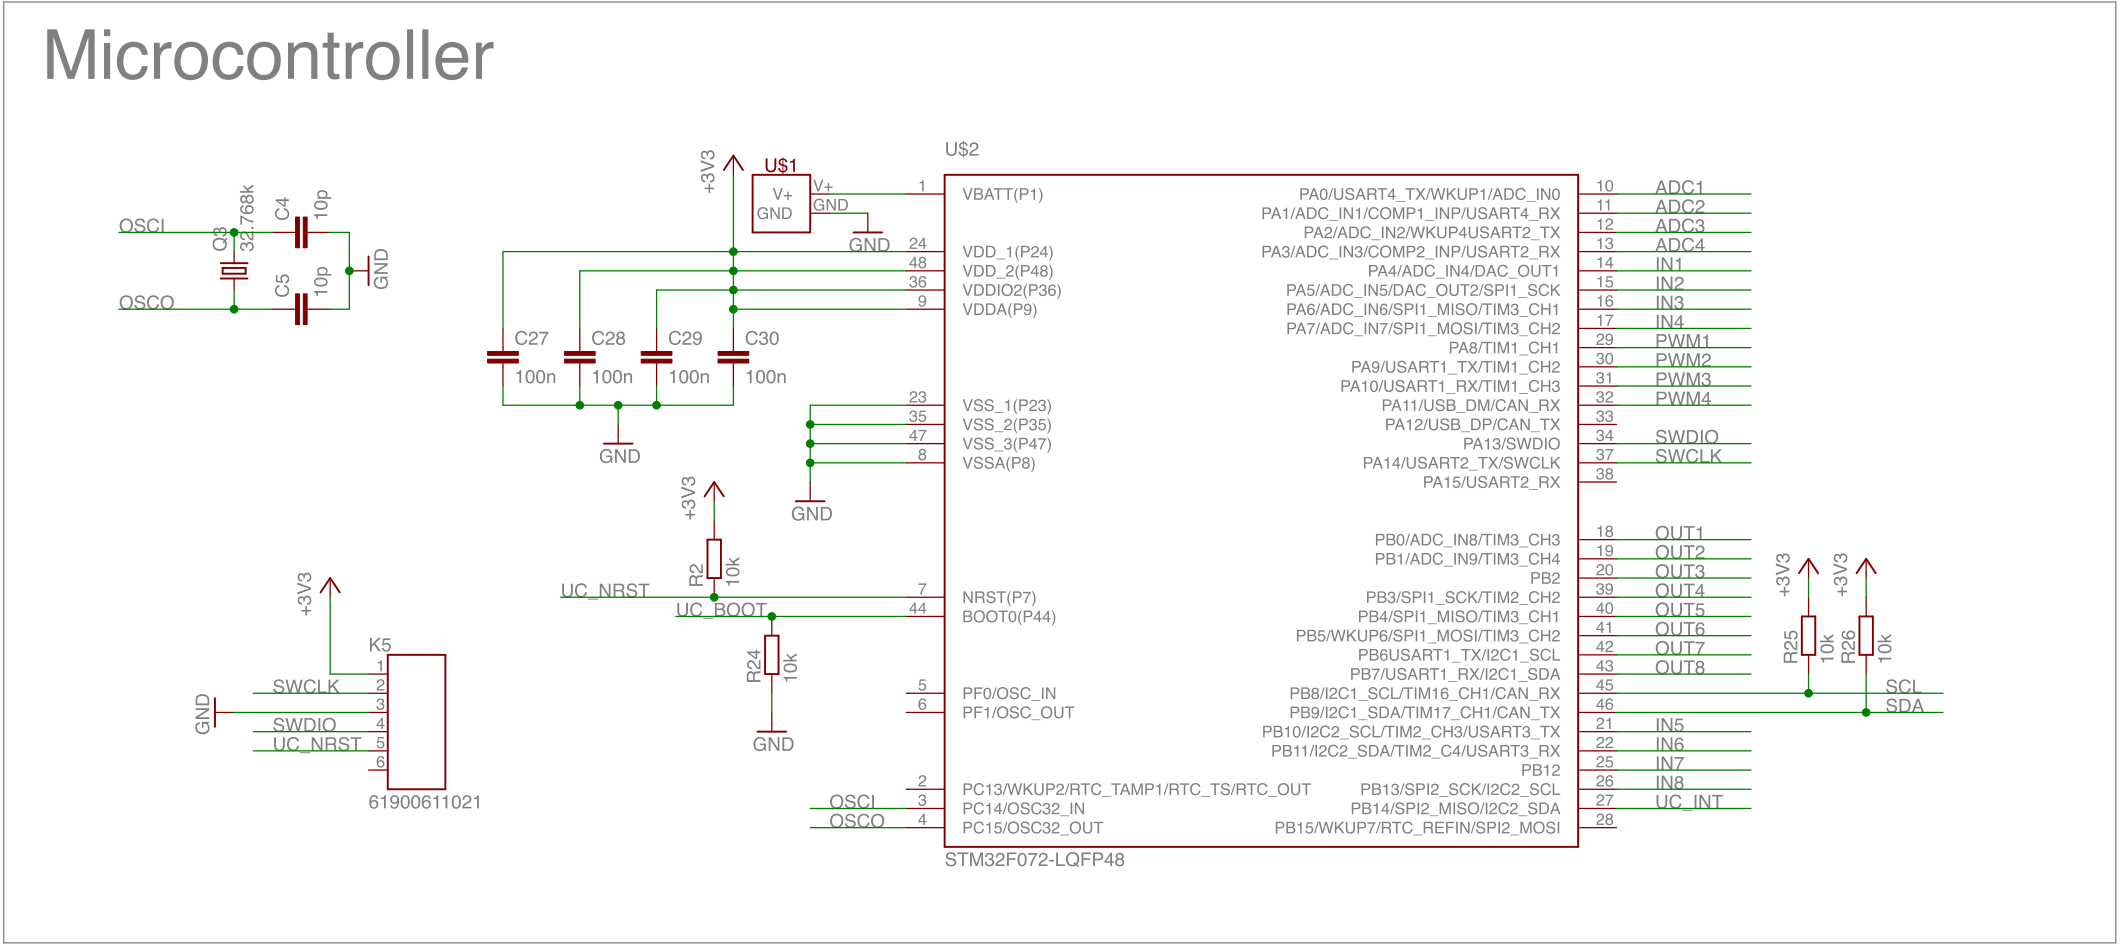 Microcontroller
OSCI
OSCO
Q3
32.768k
C4
10p
C5
10p
GND
+3V3
U$1
V+
GND
V+
GND
GND
C27
100n
C28
100n
C29
100n
C30
100n
GND
GND
+3V3
R2
10k
UC_NRST
UC_BOOT
R24
10k
GND
+3V3
K5
1
SWCLK 2
GND 3
SWDIO 4
UC_NRST 5
6
61900611021
U$2
1 VBATT(P1)
24 VDD_1(P24)
48 VDD_2(P48)
36 VDDIO2(P36)
9 VDDA(P9)
23 VSS_1(P23)
35 VSS_2(P35)
47 VSS_3(P47)
8 VSSA(P8)
7 NRST(P7)
44 BOOT0(P44)
5 PF0/OSC_IN
6 PF1/OSC_OUT
2 PC13/WKUP2/RTC_TAMP1/RTC_TS/RTC_OUT
OSCI 3 PC14/OSC32_IN
OSCO 4 PC15/OSC32_OUT
PA0/USART4_TX/WKUP1/ADC_IN0 10 ADC1
PA1/ADC_IN1/COMP1_INP/USART4_RX 11 ADC2
PA2/ADC_IN2/WKUP4USART2_TX 12 ADC3
PA3/ADC_IN3/COMP2_INP/USART2_RX 13 ADC4
PA4/ADC_IN4/DAC_OUT1 14 IN1
PA5/ADC_IN5/DAC_OUT2/SPI1_SCK 15 IN2
PA6/ADC_IN6/SPI1_MISO/TIM3_CH1 16 IN3
PA7/ADC_IN7/SPI1_MOSI/TIM3_CH2 17 IN4
PA8/TIM1_CH1 29 PWM1
PA9/USART1_TX/TIM1_CH2 30 PWM2
PA10/USART1_RX/TIM1_CH3 31 PWM3
PA11/USB_DM/CAN_RX 32 PWM4
PA12/USB_DP/CAN_TX 33
PA13/SWDIO 34 SWDIO
PA14/USART2_TX/SWCLK 37 SWCLK
PA15/USART2_RX 38
PB0/ADC_IN8/TIM3_CH3 18 OUT1
PB1/ADC_IN9/TIM3_CH4 19 OUT2
PB2 20 OUT3
PB3/SPI1_SCK/TIM2_CH2 39 OUT4
PB4/SPI1_MISO/TIM3_CH1 40 OUT5
PB5/WKUP6/SPI1_MOSI/TIM3_CH2 41 OUT6
PB6USART1_TX/I2C1_SCL 42 OUT7
PB7/USART1_RX/I2C1_SDA 43 OUT8
PB8/I2C1_SCL/TIM16_CH1/CAN_RX 45 SCL
PB9/I2C1_SDA/TIM17_CH1/CAN_TX 46 SDA
PB10/I2C2_SCL/TIM2_CH3/USART3_TX 21 IN5
PB11/I2C2_SDA/TIM2_C4/USART3_RX 22 IN6
PB12 25 IN7
PB13/SPI2_SCK/I2C2_SCL 26 IN8
PB14/SPI2_MISO/I2C2_SDA 27 UC_INT
PB15/WKUP7/RTC_REFIN/SPI2_MOSI 28
STM32F072-LQFP48
+3V3
R25
10k
+3V3
R26
10k